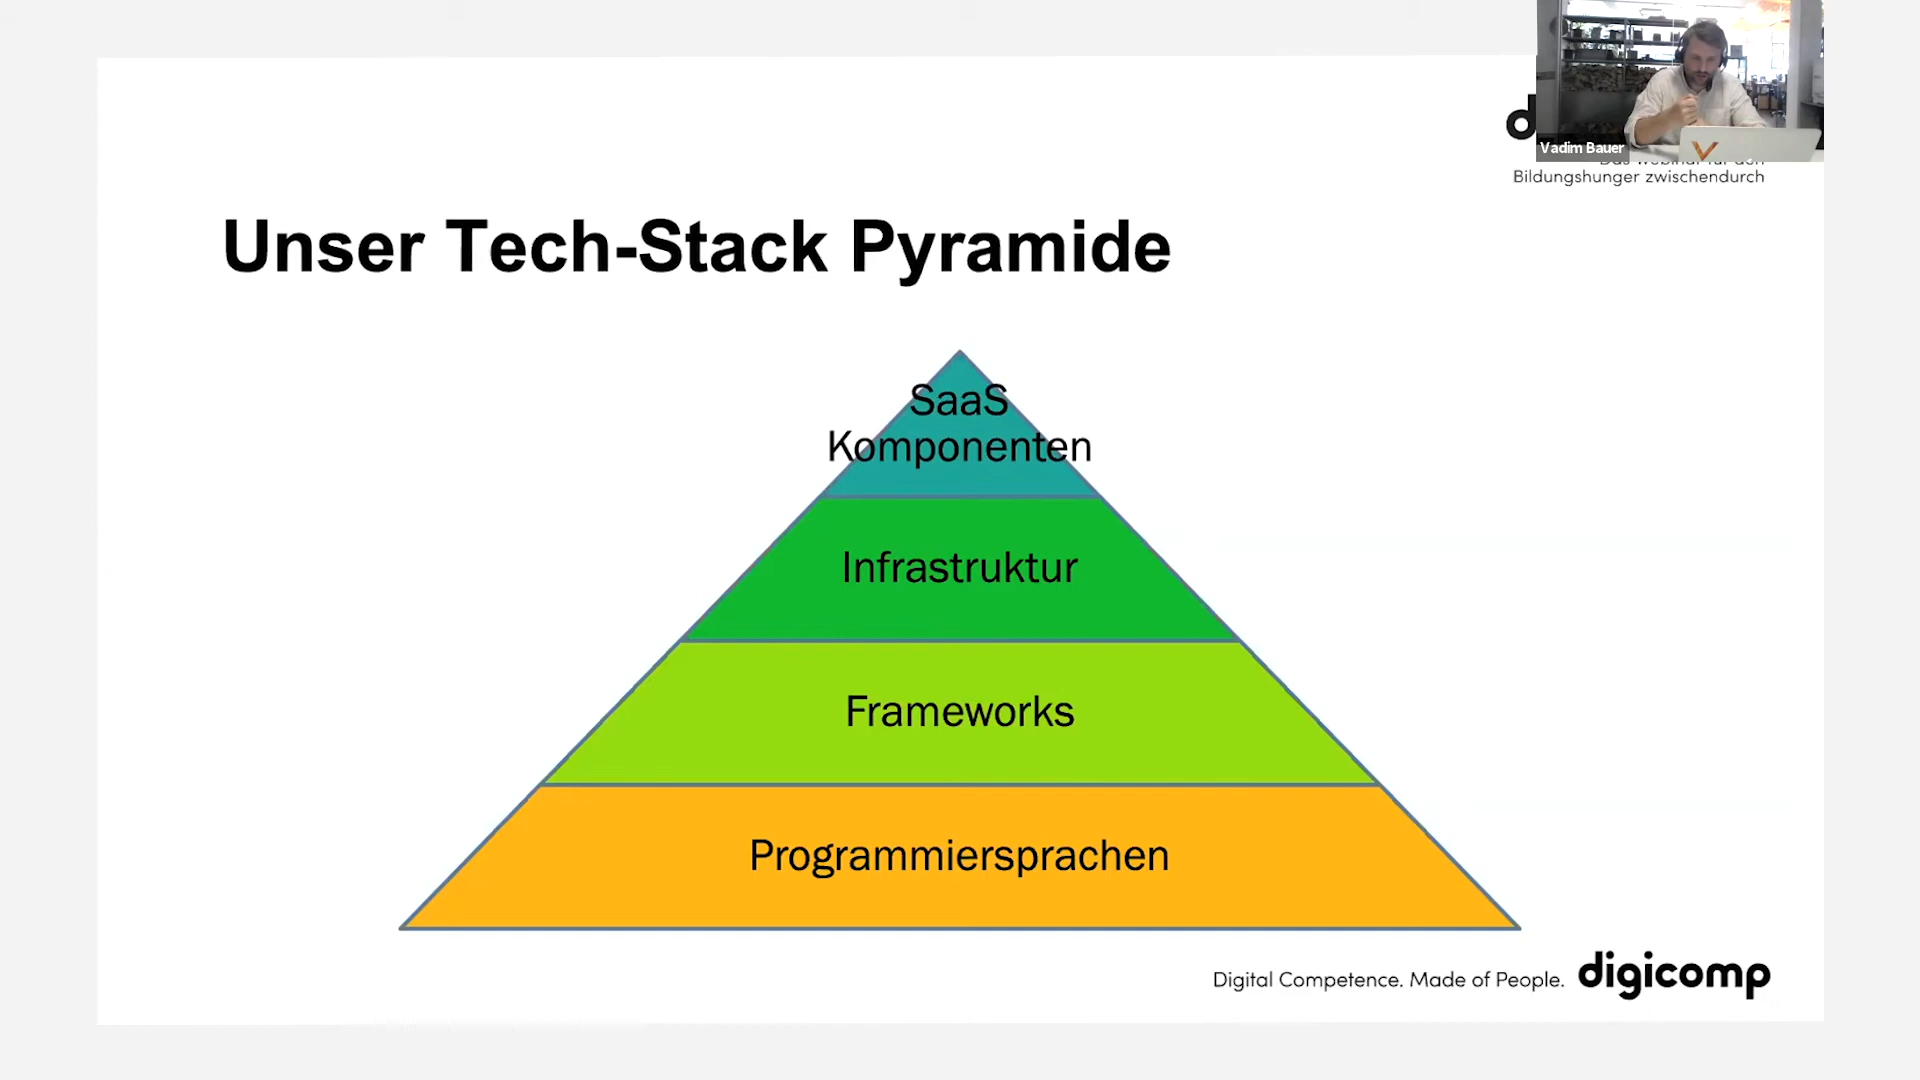 Vadim Bauer
Bildungshunger zwischendurch
Unser Tech-Stack Pyramide
SaaS
Komponenten
Infrastruktur
Frameworks
Programmiersprachen
Digital Competence. Made of People.
digicomp